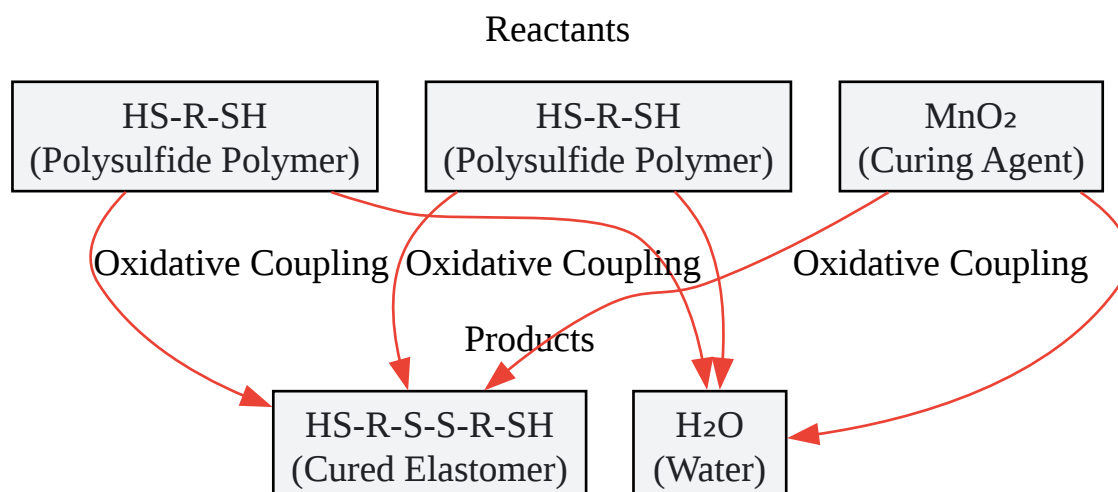 Reactants
HS-R-SH
(Polysulfide Polymer)
HS-R-SH
(Polysulfide Polymer)
MnO₂
(Curing Agent)
Oxidative Coupling
Oxidative Coupling
Oxidative Coupling
Products
HS-R-S-S-R-SH
(Cured Elastomer)
H₂O
(Water)